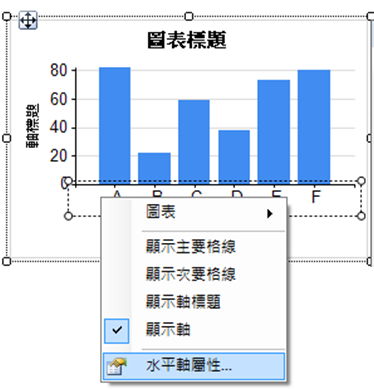 圖表標題
軸標題
80
60
40
20
0
A B C D E F
圖表
顯示主要格線
顯示次要格線
顯示軸標題
顯示軸
水平軸屬性...